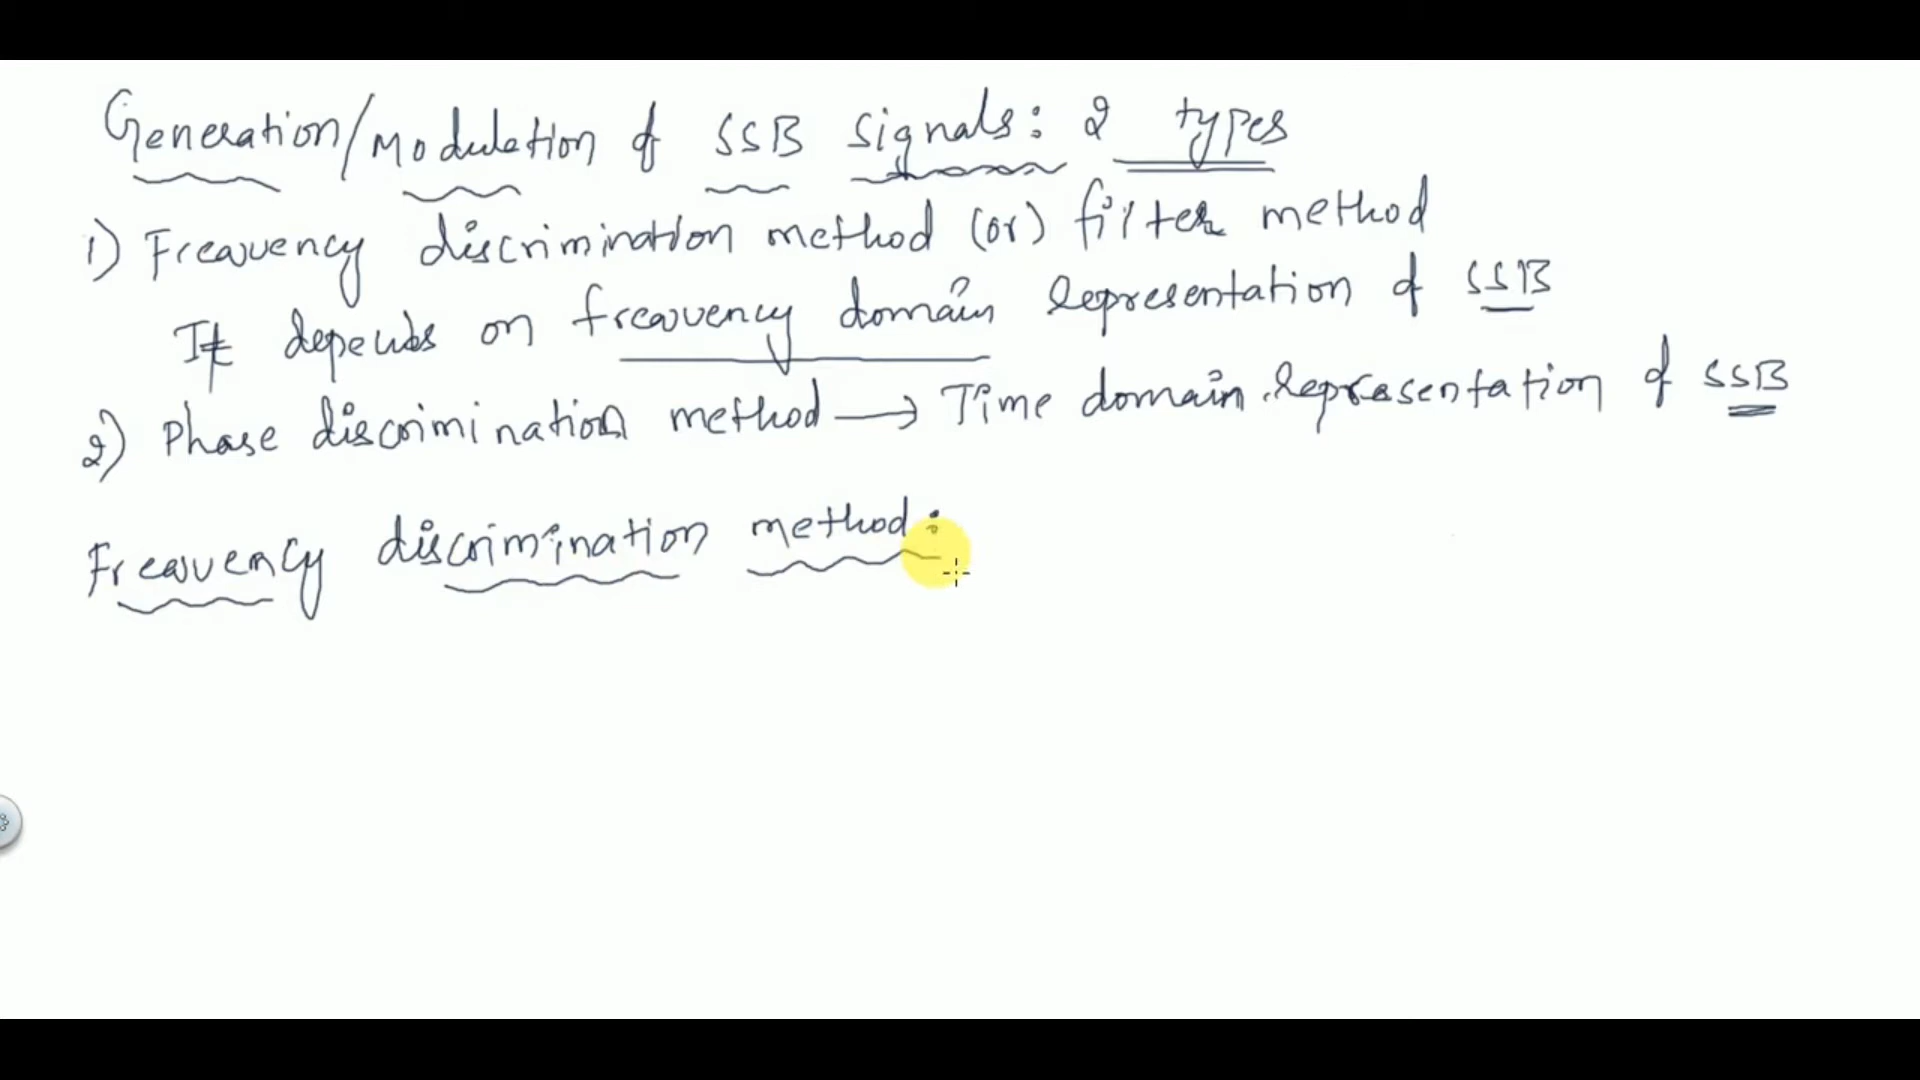 Generation/Modulation of SSB signals: 2 types
1) Frequency discrimination method (or) filter method
It depends on frequency domain representation of SSB
2) Phase discrimination method → Time domain representation of SSB
Frequency discrimination method: